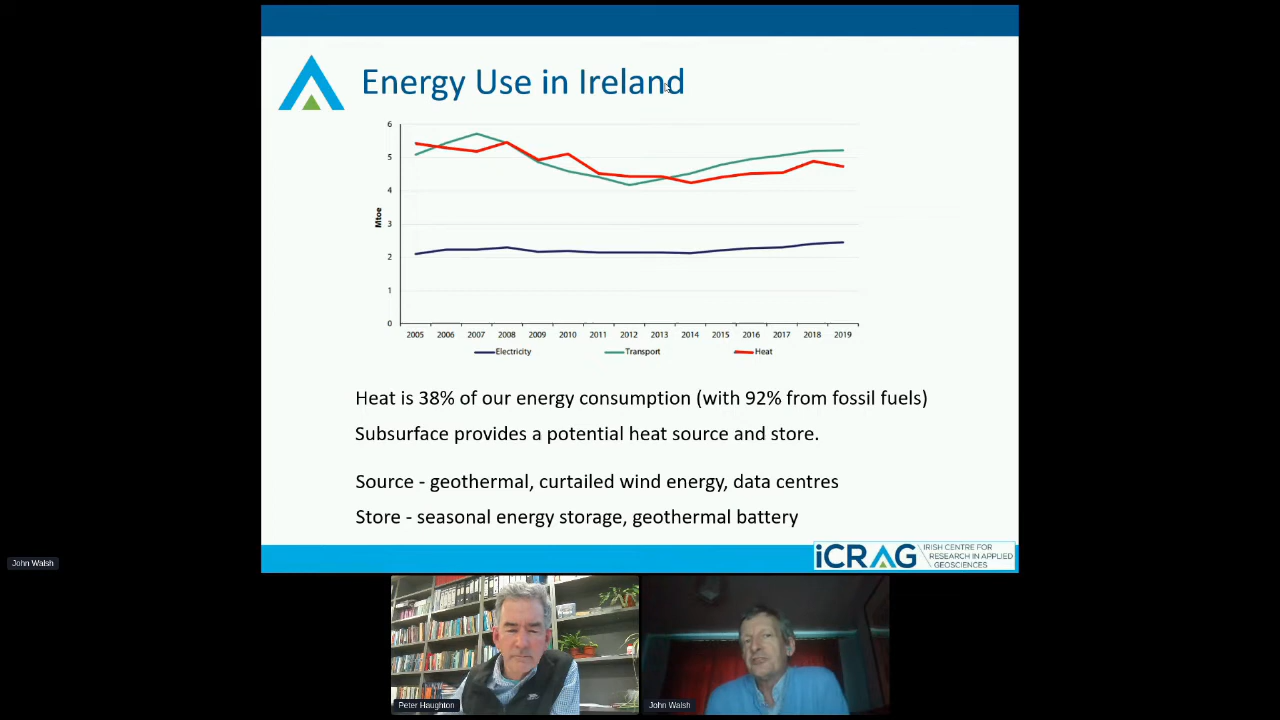 Energy Use in Ireland
6
5
4
3
2
1
0
Mtoe
2005 2006 2007 2008 2009 2010 2011 2012 2013 2014 2015 2016 2017 2018 2019
Electricity Transport Heat
Heat is 38% of our energy consumption (with 92% from fossil fuels)
Subsurface provides a potential heat source and store.
Source - geothermal, curtailed wind energy, data centres
Store - seasonal energy storage, geothermal battery
iCRAG
IRISH CENTRE FOR
RESEARCH IN APPLIED
GEOSCIENCES
John Walsh
Peter Haughton
John Walsh